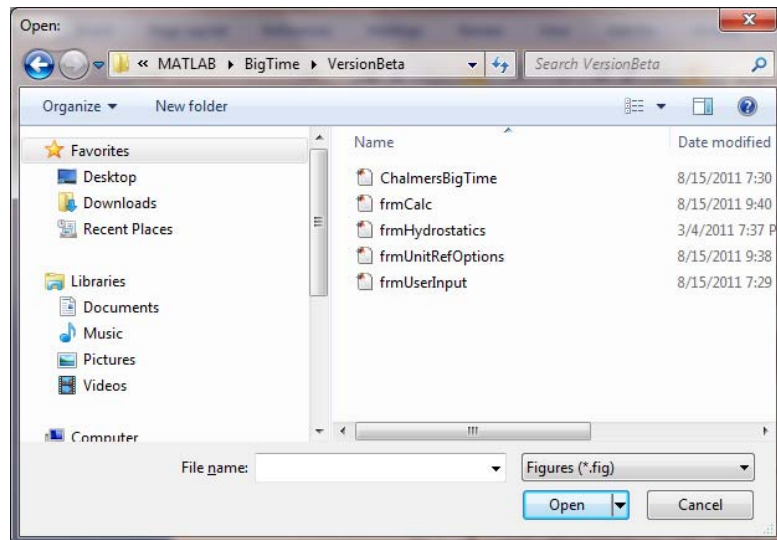 Open:
« MATLAB ▸ BigTime ▸ VersionBeta
Search VersionBeta
Organize ▾ New folder
Favorites
Desktop
Downloads
Recent Places
Libraries
Documents
Music
Pictures
Videos
Computer
Name Date modified
ChalmersBigTime 8/15/2011 7:30
frmCalc 8/15/2011 9:40
frmHydrostatics 3/4/2011 7:37 P
frmUnitRefOptions 8/15/2011 9:38
frmUserInput 8/15/2011 7:29
File name:
Figures (*.fig)
Open
Cancel